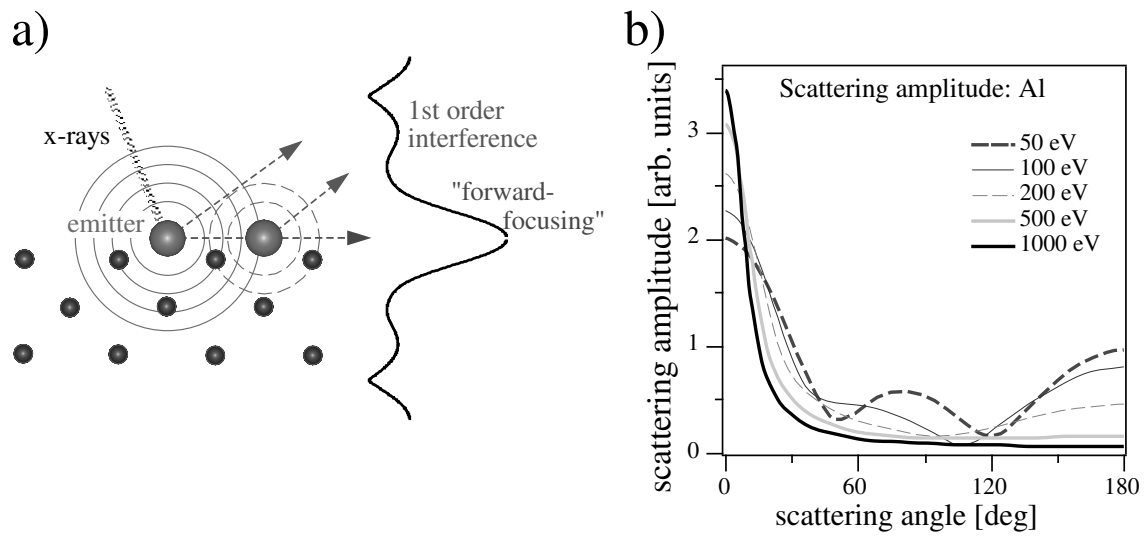 a)
x-rays
emitter
1st order
interference
"forward-
focusing"
b)
scattering amplitude [arb. units]
Scattering amplitude: Al
50 eV
100 eV
200 eV
500 eV
1000 eV
3
2
1
0
0
60
120
180
scattering angle [deg]